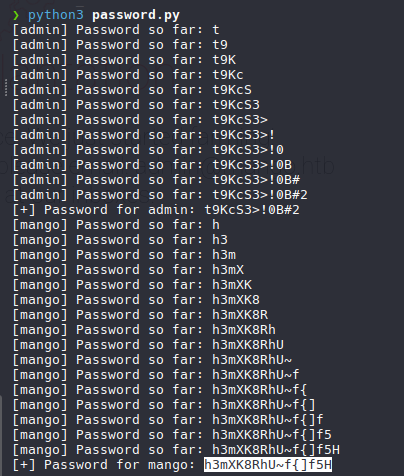 ❯ python3 password.py
[admin] Password so far: t
[admin] Password so far: t9
[admin] Password so far: t9K
[admin] Password so far: t9Kc
[admin] Password so far: t9KcS
[admin] Password so far: t9KcS3
[admin] Password so far: t9KcS3>
[admin] Password so far: t9KcS3>!
[admin] Password so far: t9KcS3>!0
[admin] Password so far: t9KcS3>!0B
[admin] Password so far: t9KcS3>!0B#
[admin] Password so far: t9KcS3>!0B#2
[+] Password for admin: t9KcS3>!0B#2
[mango] Password so far: h
[mango] Password so far: h3
[mango] Password so far: h3m
[mango] Password so far: h3mX
[mango] Password so far: h3mXK
[mango] Password so far: h3mXK8
[mango] Password so far: h3mXK8R
[mango] Password so far: h3mXK8Rh
[mango] Password so far: h3mXK8RhU
[mango] Password so far: h3mXK8RhU~
[mango] Password so far: h3mXK8RhU~f
[mango] Password so far: h3mXK8RhU~f{
[mango] Password so far: h3mXK8RhU~f{]
[mango] Password so far: h3mXK8RhU~f{]f
[mango] Password so far: h3mXK8RhU~f{]f5
[mango] Password so far: h3mXK8RhU~f{]f5H
[+] Password for mango: h3mXK8RhU~f{]f5H